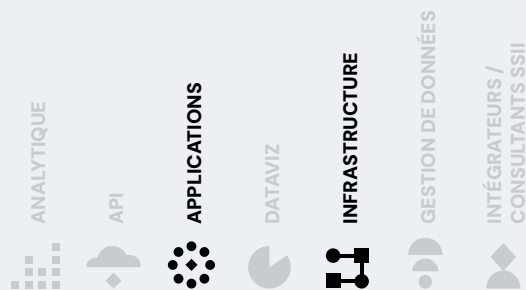 ANALYTIQUE
API
APPLICATIONS
DATAVIZ
INFRASTRUCTURE
GESTION DE DONNÉES
INTÉGRATEURS /
CONSULTANTS SSII